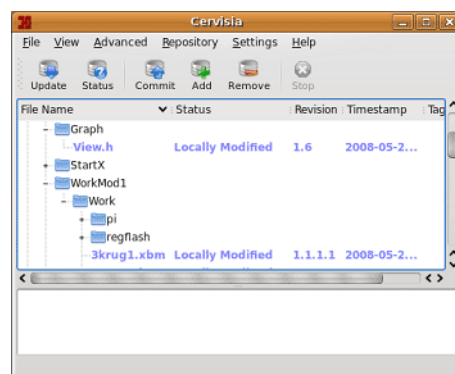 Cervisia
File View Advanced Repository Settings Help
Update Status Commit Add Remove Stop
File Name Status Revision Timestamp Tag
Graph
View.h Locally Modified 1.6 2008-05-2...
StartX
WorkMod1
Work
pi
regflash
3krug1.xbm Locally Modified 1.1.1.1 2008-05-2...